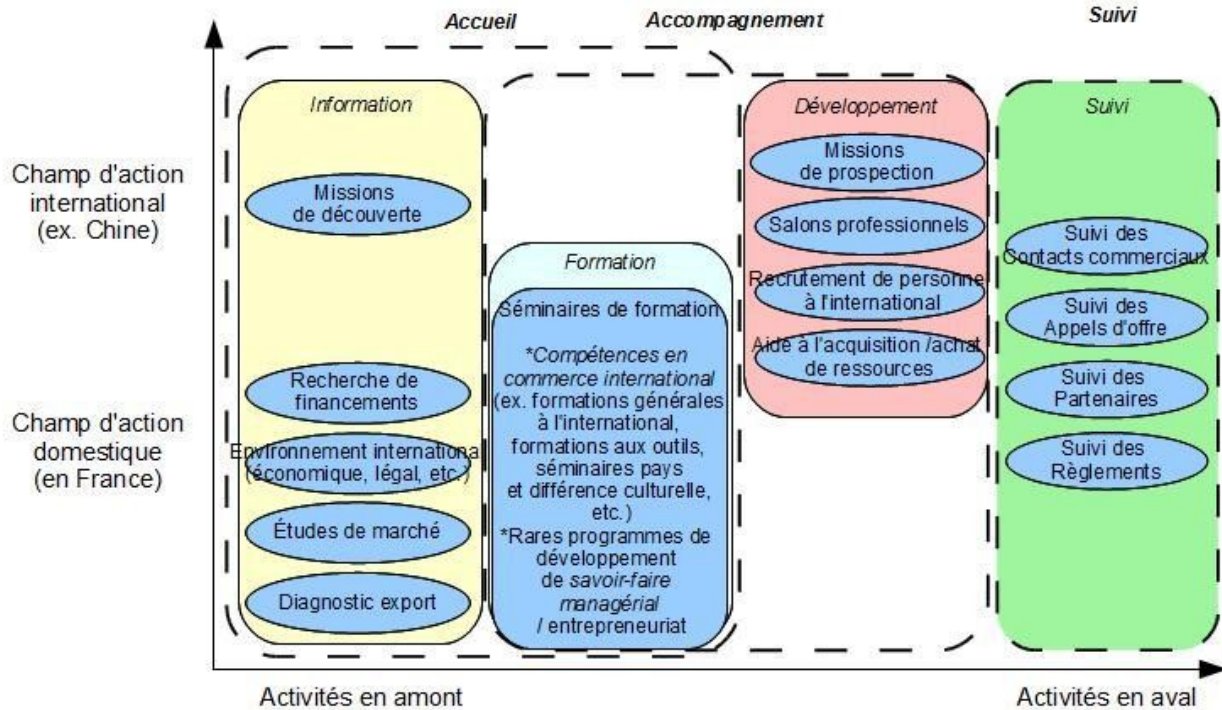 Accueil
Accompagnement
Suivi
Champ d'action
international
(ex. Chine)
Champ d'action
domestique
(en France)
Information
Missions
de découverte
Recherche de
financements
Environnement international
(économique, légal, etc.)
Études de marché
Diagnostic export
Formation
Séminaires de formation
*Compétences en
commerce international
(ex. formations générales
à l'international,
formations aux outils,
séminaires pays
et différence culturelle,
etc.)
*Rares programmes de
développement
de savoir-faire
managérial
/ entrepreneuriat
Développement
Missions
de prospection
Salons professionnels
Recrutement de personne
à l'international
Aide à l'acquisition /achat
de ressources
Suivi
Suivi des
Contacts commerciaux
Suivi des
Appels d'offre
Suivi des
Partenaires
Suivi des
Règlements
Activités en amont
Activités en aval